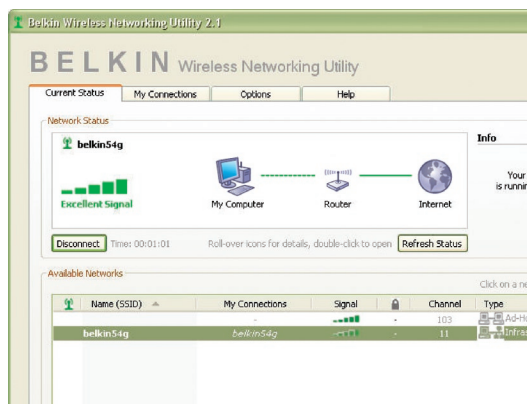 Belkin Wireless Networking Utility 2.1
BELKIN Wireless Networking Utility
Current Status My Connections Options Help
Network Status
belkin54g
Excellent Signal
My Computer Router Internet
Info
Your
is runnin
Disconnect Time: 00:01:01 Roll-over icons for details, double-click to open Refresh Status
Available Networks
Click on a ne
Name (SSID) My Connections Signal Channel Type
- - 103 Ad-Ho
belkin54g belkin54g - 11 Infras